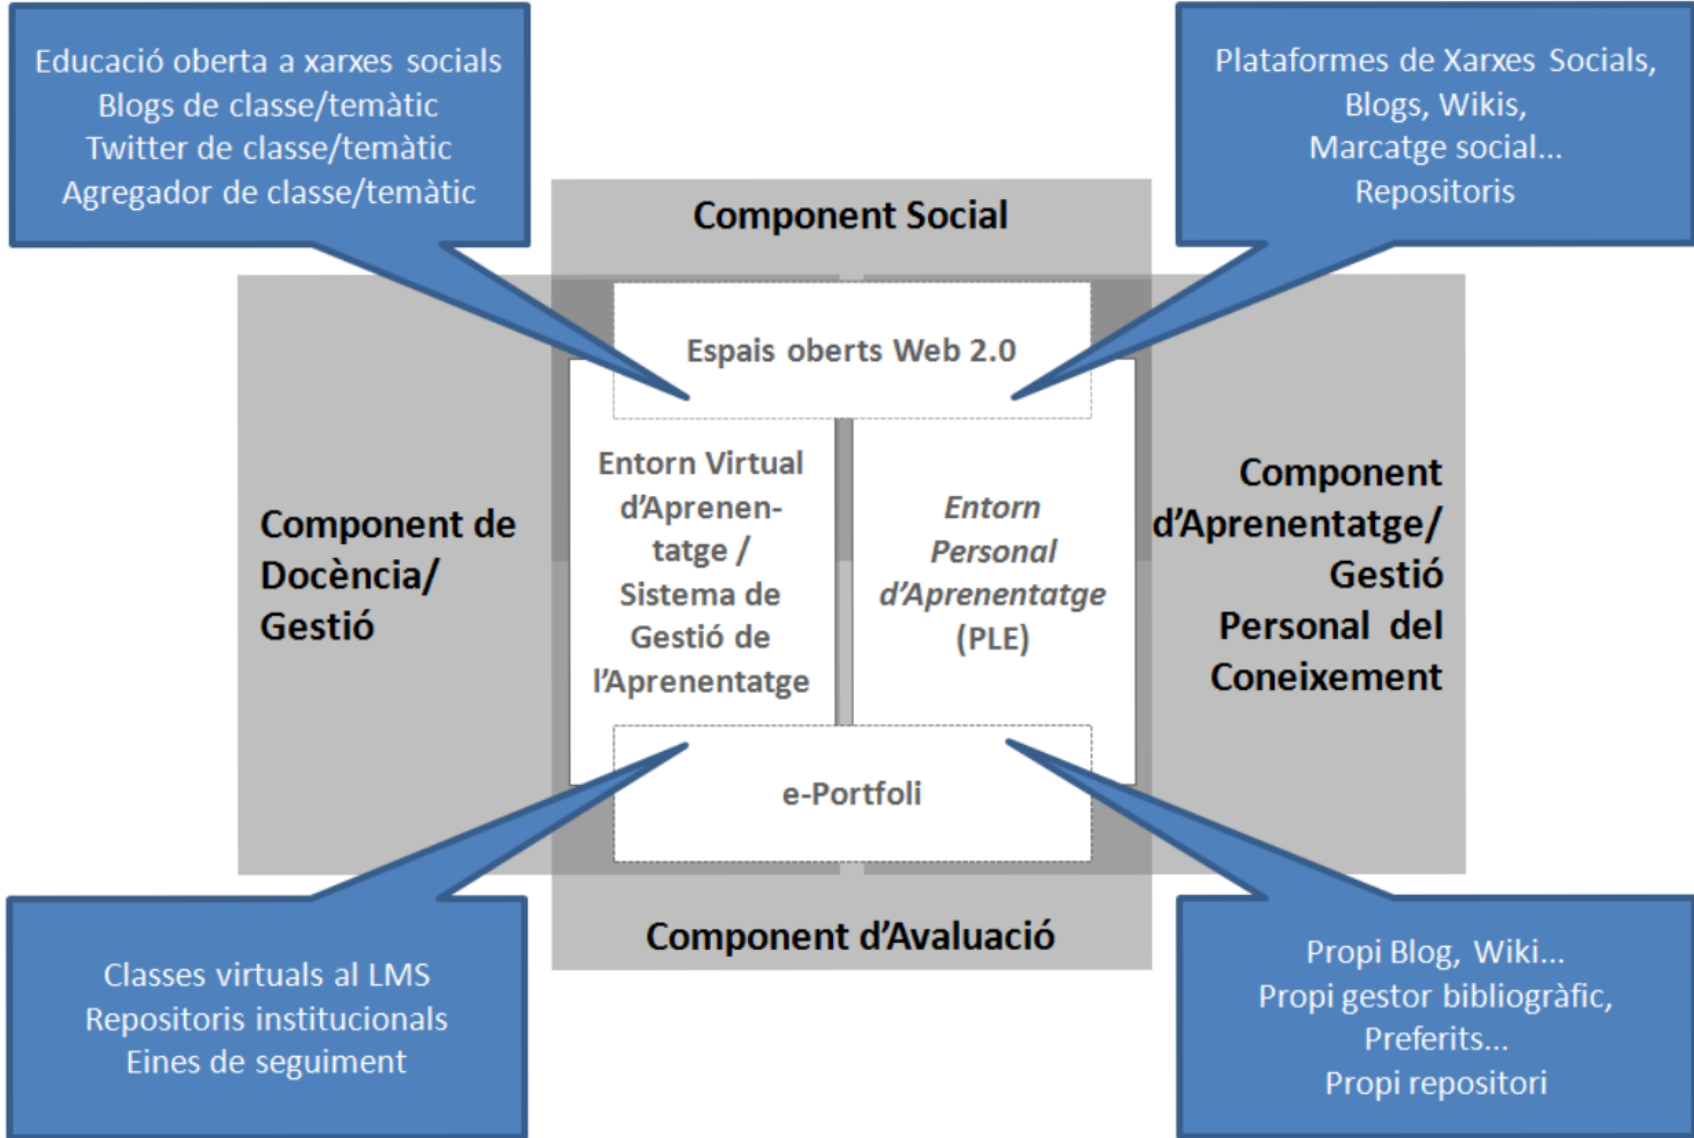 Educació oberta a xarxes socials
Blogs de classe/temàtic
Twitter de classe/temàtic
Agregador de classe/temàtic
Plataformes de Xarxes Socials,
Blogs, Wikis,
Marcatge social...
Repositoris
Component Social
Espais oberts Web 2.0
Component de
Docència/
Gestió
Entorn Virtual
d'Aprenen-
tatge /
Sistema de
Gestió de
l'Aprenentatge
Entorn
Personal
d'Aprenentatge
(PLE)
Component
d'Aprenentatge/
Gestió
Personal del
Coneixement
e-Portfoli
Component d'Avaluació
Classes virtuals al LMS
Repositoris institucionals
Eines de seguiment
Propi Blog, Wiki...
Propi gestor bibliogràfic,
Preferits...
Propi repositori